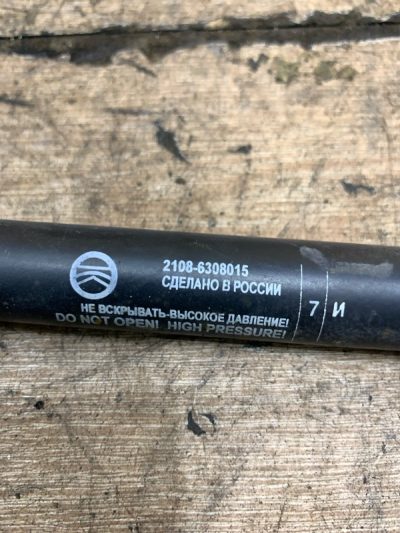 2108-6308015
СДЕЛАНО В РОССИИ
НЕ ВСКРЫВАТЬ-ВЫСОКОЕ ДАВЛЕНИЕ!
DO NOT OPEN! HIGH PRESSURE!
7 И